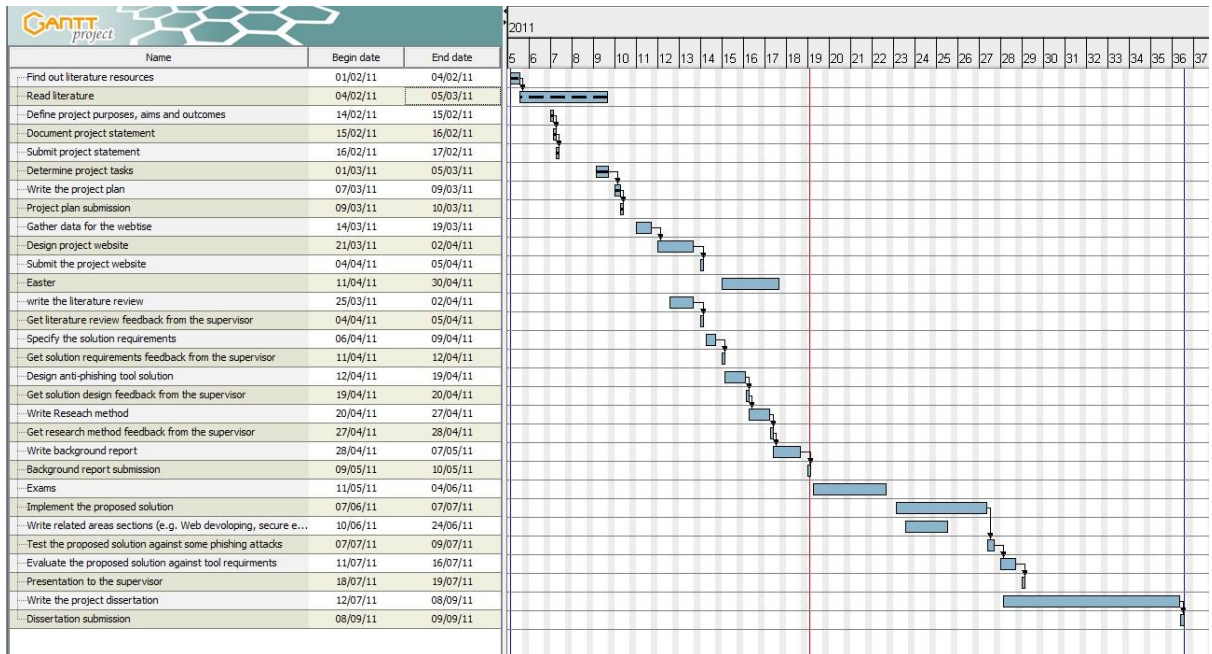 GANTT
project
2011
Name Begin date End date
5 6 7 8 9 10 11 12 13 14 15 16 17 18 19 20 21 22 23 24 25 26 27 28 29 30 31 32 33 34 35 36 37
Find out literature resources 01/02/11 04/02/11
Read literature 04/02/11 05/03/11
Define project purposes, aims and outcomes 14/02/11 15/02/11
Document project statement 15/02/11 16/02/11
Submit project statement 16/02/11 17/02/11
Determine project tasks 01/03/11 05/03/11
Write the project plan 07/03/11 09/03/11
Project plan submission 09/03/11 10/03/11
Gather data for the webtise 14/03/11 19/03/11
Design project website 21/03/11 02/04/11
Submit the project website 04/04/11 05/04/11
Easter 11/04/11 30/04/11
write the literature review 25/03/11 02/04/11
Get literature review feedback from the supervisor 04/04/11 05/04/11
Specify the solution requirements 06/04/11 09/04/11
Get solution requirements feedback from the supervisor 11/04/11 12/04/11
Design anti-phishing tool solution 12/04/11 19/04/11
Get solution design feedback from the supervisor 19/04/11 20/04/11
Write Reseach method 20/04/11 27/04/11
Get research method feedback from the supervisor 27/04/11 28/04/11
Write background report 28/04/11 07/05/11
Background report submission 09/05/11 10/05/11
Exams 11/05/11 04/06/11
Implement the proposed solution 07/06/11 07/07/11
Write related areas sections (e.g. Web devoloping, secure e... 10/06/11 24/06/11
Test the proposed solution against some phishing attacks 07/07/11 09/07/11
Evaluate the proposed solution against tool requirments 11/07/11 16/07/11
Presentation to the supervisor 18/07/11 19/07/11
Write the project dissertation 12/07/11 08/09/11
Dissertation submission 08/09/11 09/09/11